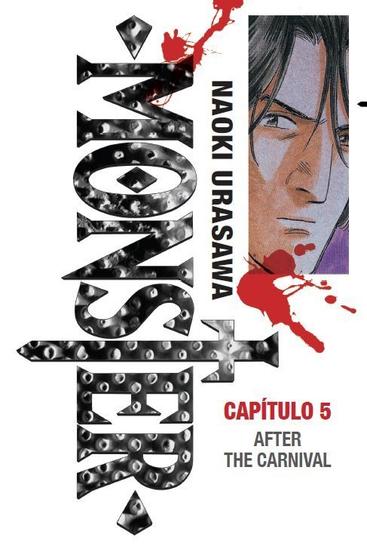 MONSTER
NAOKI URASAWA
CAPÍTULO 5
AFTER
THE CARNIVAL